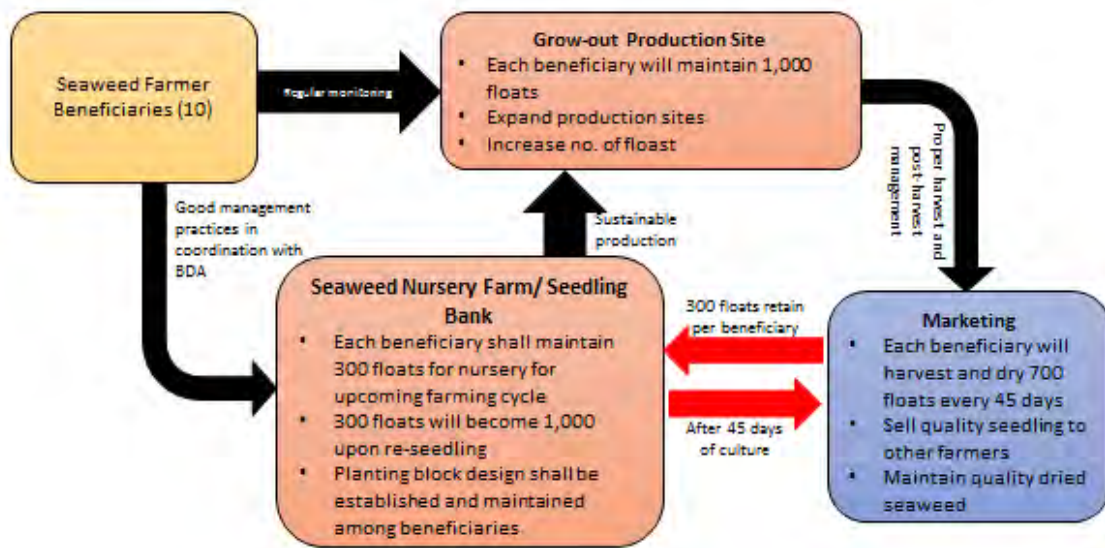 Seaweed Farmer
Beneficiaries (10)
Regular monitoring
Grow-out Production Site
• Each beneficiary will maintain 1,000
floats
• Expand production sites
• Increase no. of floast
Proper harvest and
post-harvest
management
Good management
practices in
coordination with
BDA
Sustainable
production
Seaweed Nursery Farm/ Seedling
Bank
• Each beneficiary shall maintain
300 floats for nursery for
upcoming farming cycle
• 300 floats will become 1,000
upon re-seedling
• Planting block design shall be
established and maintained
among beneficiaries
300 floats retain
per beneficiary
After 45 days
of culture
Marketing
• Each beneficiary will
harvest and dry 700
floats every 45 days
• Sell quality seedling to
other farmers
• Maintain quality dried
seaweed